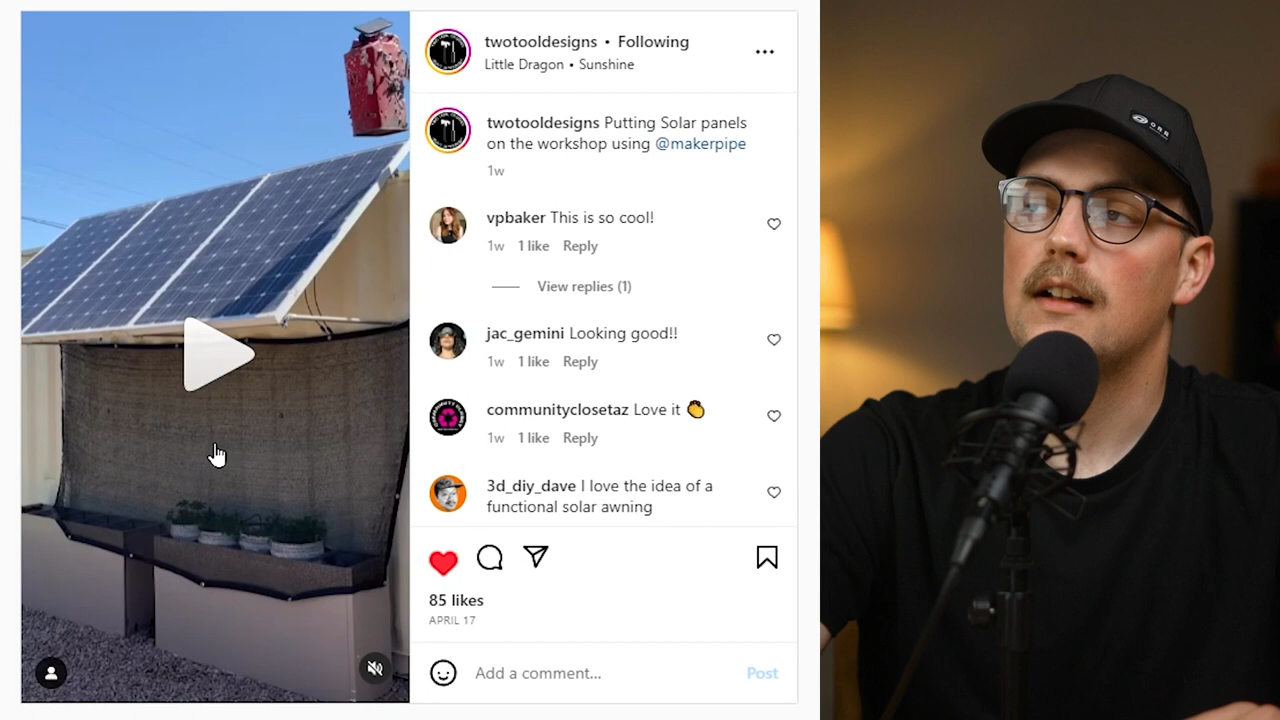 twotooldesigns • Following
Little Dragon • Sunshine
twotooldesigns Putting Solar panels
on the workshop using @makerpipe
1w
vpbaker This is so cool!
1w 1 like Reply
View replies (1)
jac_gemini Looking good!!
1w 1 like Reply
communityclosetaz Love it 👏
1w 1 like Reply
3d_diy_dave I love the idea of a
functional solar awning
85 likes
APRIL 17
Add a comment... Post
ORR